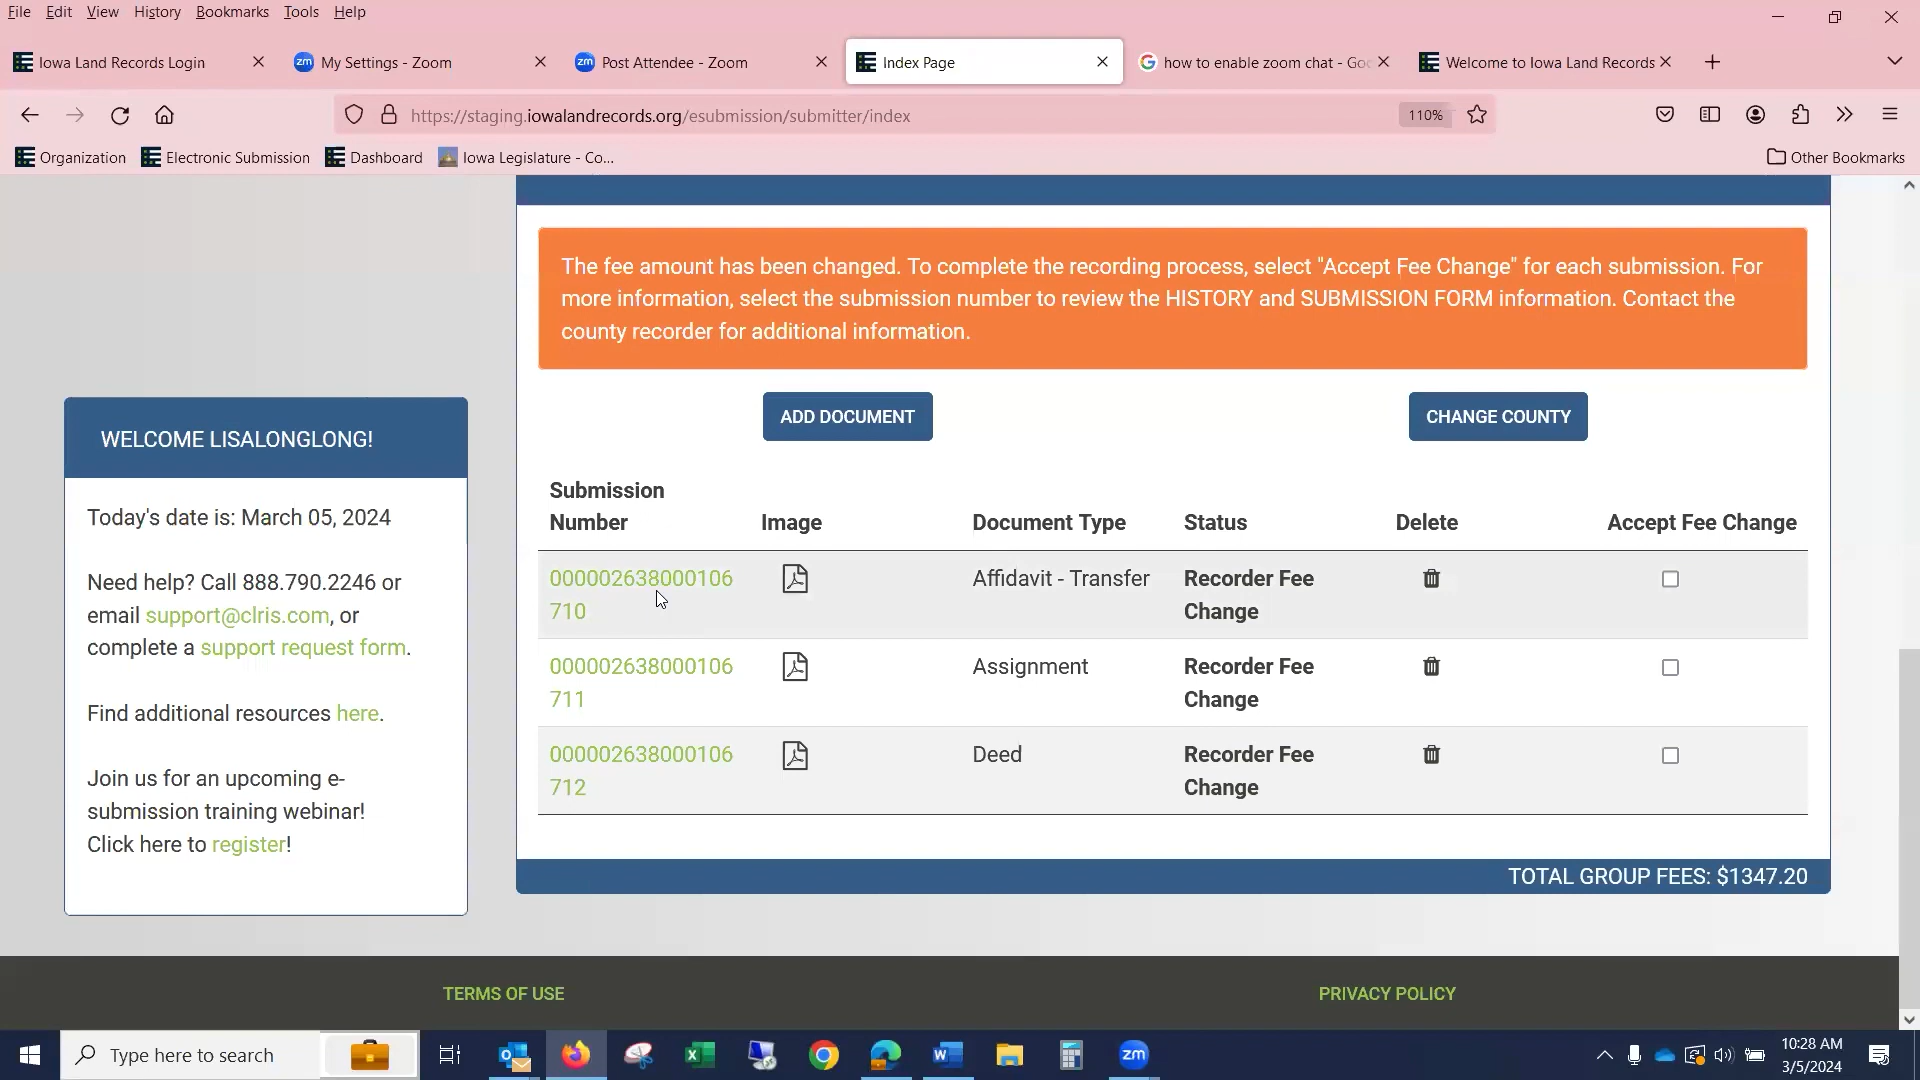 File Edit View History Bookmarks Tools Help
Iowa Land Records Login
My Settings - Zoom
Post Attendee - Zoom
Index Page
how to enable zoom chat - Goo
Welcome to Iowa Land Records
https://staging.iowalandrecords.org/esubmission/submitter/index
110%
Organization
Electronic Submission
Dashboard
Iowa Legislature - Co...
Other Bookmarks
The fee amount has been changed. To complete the recording process, select "Accept Fee Change" for each submission. For
more information, select the submission number to review the HISTORY and SUBMISSION FORM information. Contact the
county recorder for additional information.
ADD DOCUMENT
CHANGE COUNTY
WELCOME LISALONGLONG!
Today's date is: March 05, 2024
Need help? Call 888.790.2246 or
email support@clris.com, or
complete a support request form.
Find additional resources here.
Join us for an upcoming e-
submission training webinar!
Click here to register!
Submission
Number
Image
Document Type
Status
Delete
Accept Fee Change
000002638000106
710
Affidavit - Transfer
Recorder Fee
Change
000002638000106
711
Assignment
Recorder Fee
Change
000002638000106
712
Deed
Recorder Fee
Change
TOTAL GROUP FEES: $1347.20
TERMS OF USE
PRIVACY POLICY
Type here to search
zm
10:28 AM
3/5/2024